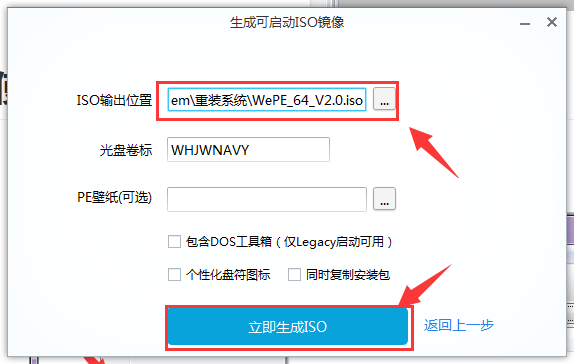 生成可启动ISO镜像
ISO输出位置 em\重装系统\WePE_64_V2.0.iso ...
光盘卷标 WHJWNAVY
PE壁纸(可选) ...
包含DOS工具箱（仅Legacy启动可用）
个性化盘符图标 同时复制安装包
立即生成ISO 返回上一步